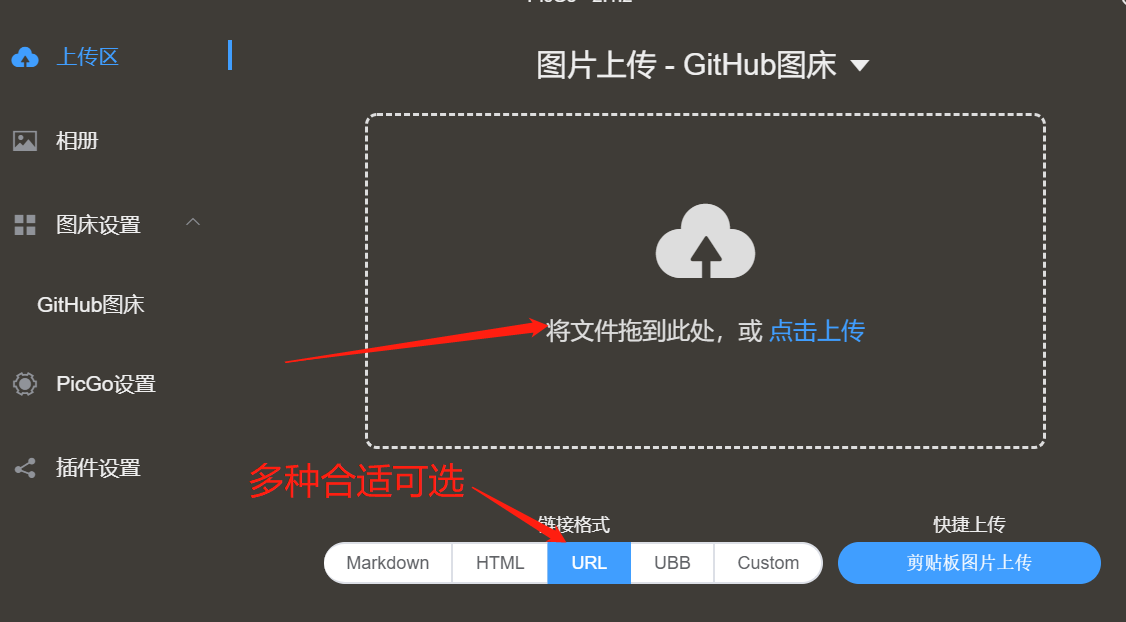 上传区
图片上传 - GitHub图床
相册
图床设置
GitHub图床
将文件拖到此处，或 点击上传
PicGo设置
插件设置
多种合适可选
链接格式
快捷上传
Markdown
HTML
URL
UBB
Custom
剪贴板图片上传